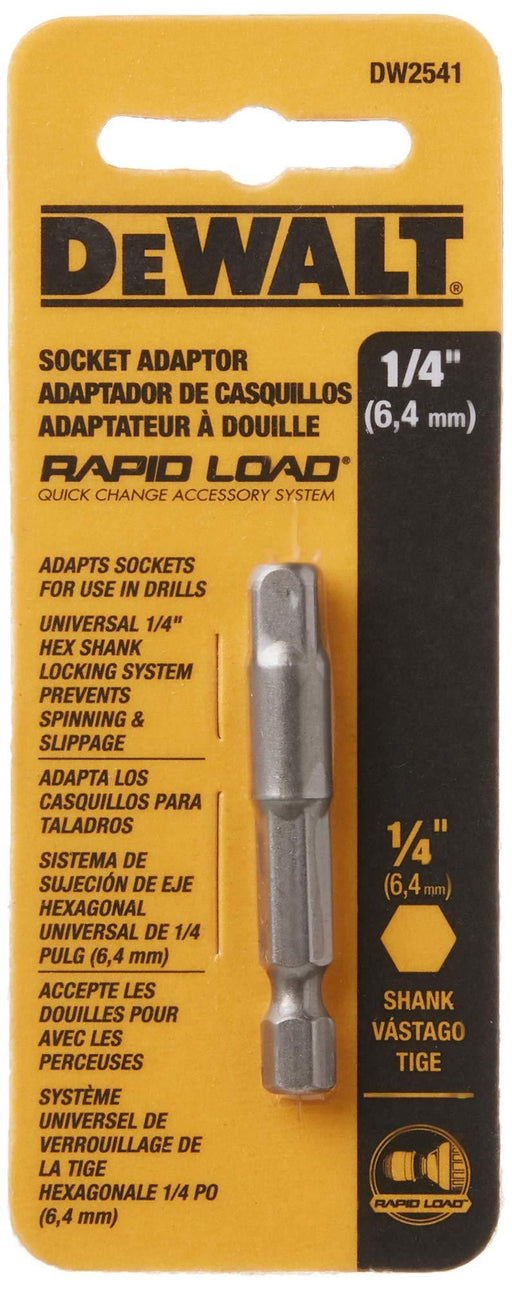 DW2541
DEWALT®
SOCKET ADAPTOR
ADAPTADOR DE CASQUILLOS
ADAPTATEUR À DOUILLE
RAPID LOAD®
QUICK CHANGE ACCESSORY SYSTEM
1/4"
(6,4 mm)
ADAPTS SOCKETS
FOR USE IN DRILLS
UNIVERSAL 1/4"
HEX SHANK
LOCKING SYSTEM
PREVENTS
SPINNING &
SLIPPAGE
ADAPTA LOS
CASQUILLOS PARA
TALADROS
SISTEMA DE
SUJECIÓN DE EJE
HEXAGONAL
UNIVERSAL DE 1/4
PULG (6,4 mm)
ACCEPTE LES
DOUILLES POUR
AVEC LES
PERCEUSES
SYSTÈME
UNIVERSEL DE
VERROUILLAGE DE
LA TIGE
HEXAGONALE 1/4 PO
(6,4 mm)
1/4"
(6,4 mm)
SHANK
VÁSTAGO
TIGE
RAPID LOAD